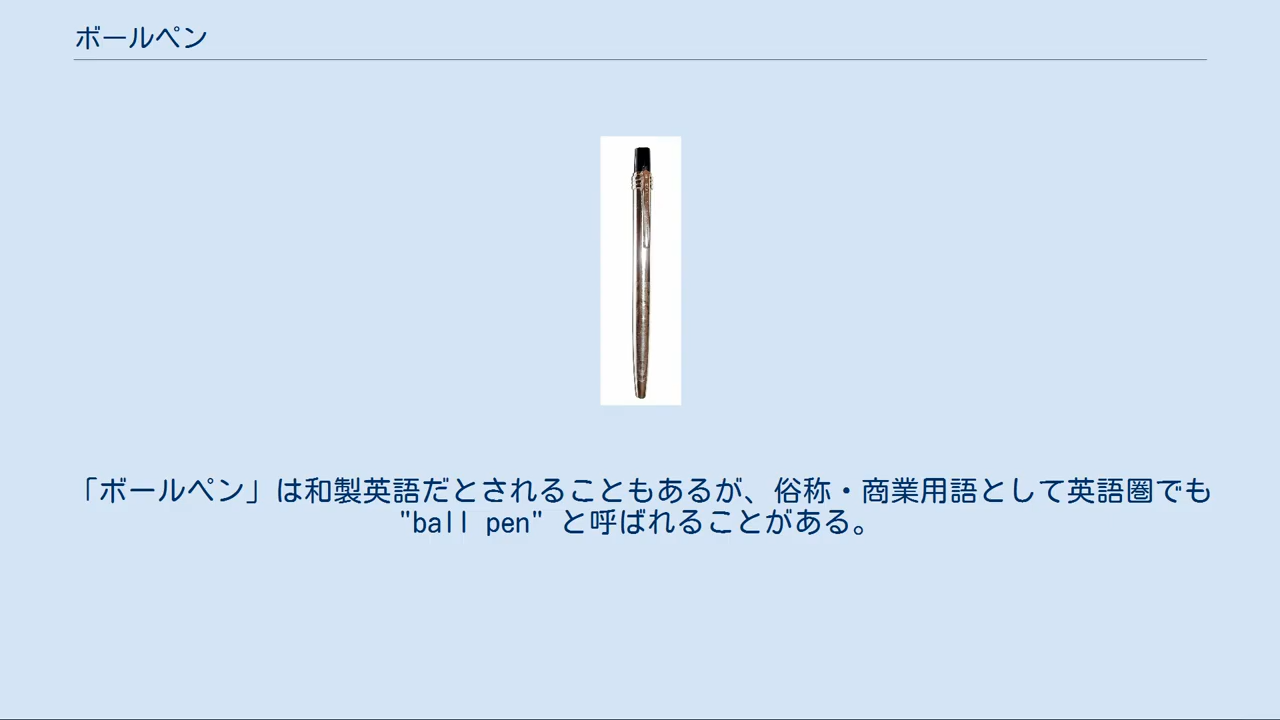 ボールペン
「ボールペン」は和製英語だとされることもあるが、俗称・商業用語として英語圏でも
"ball pen" と呼ばれることがある。